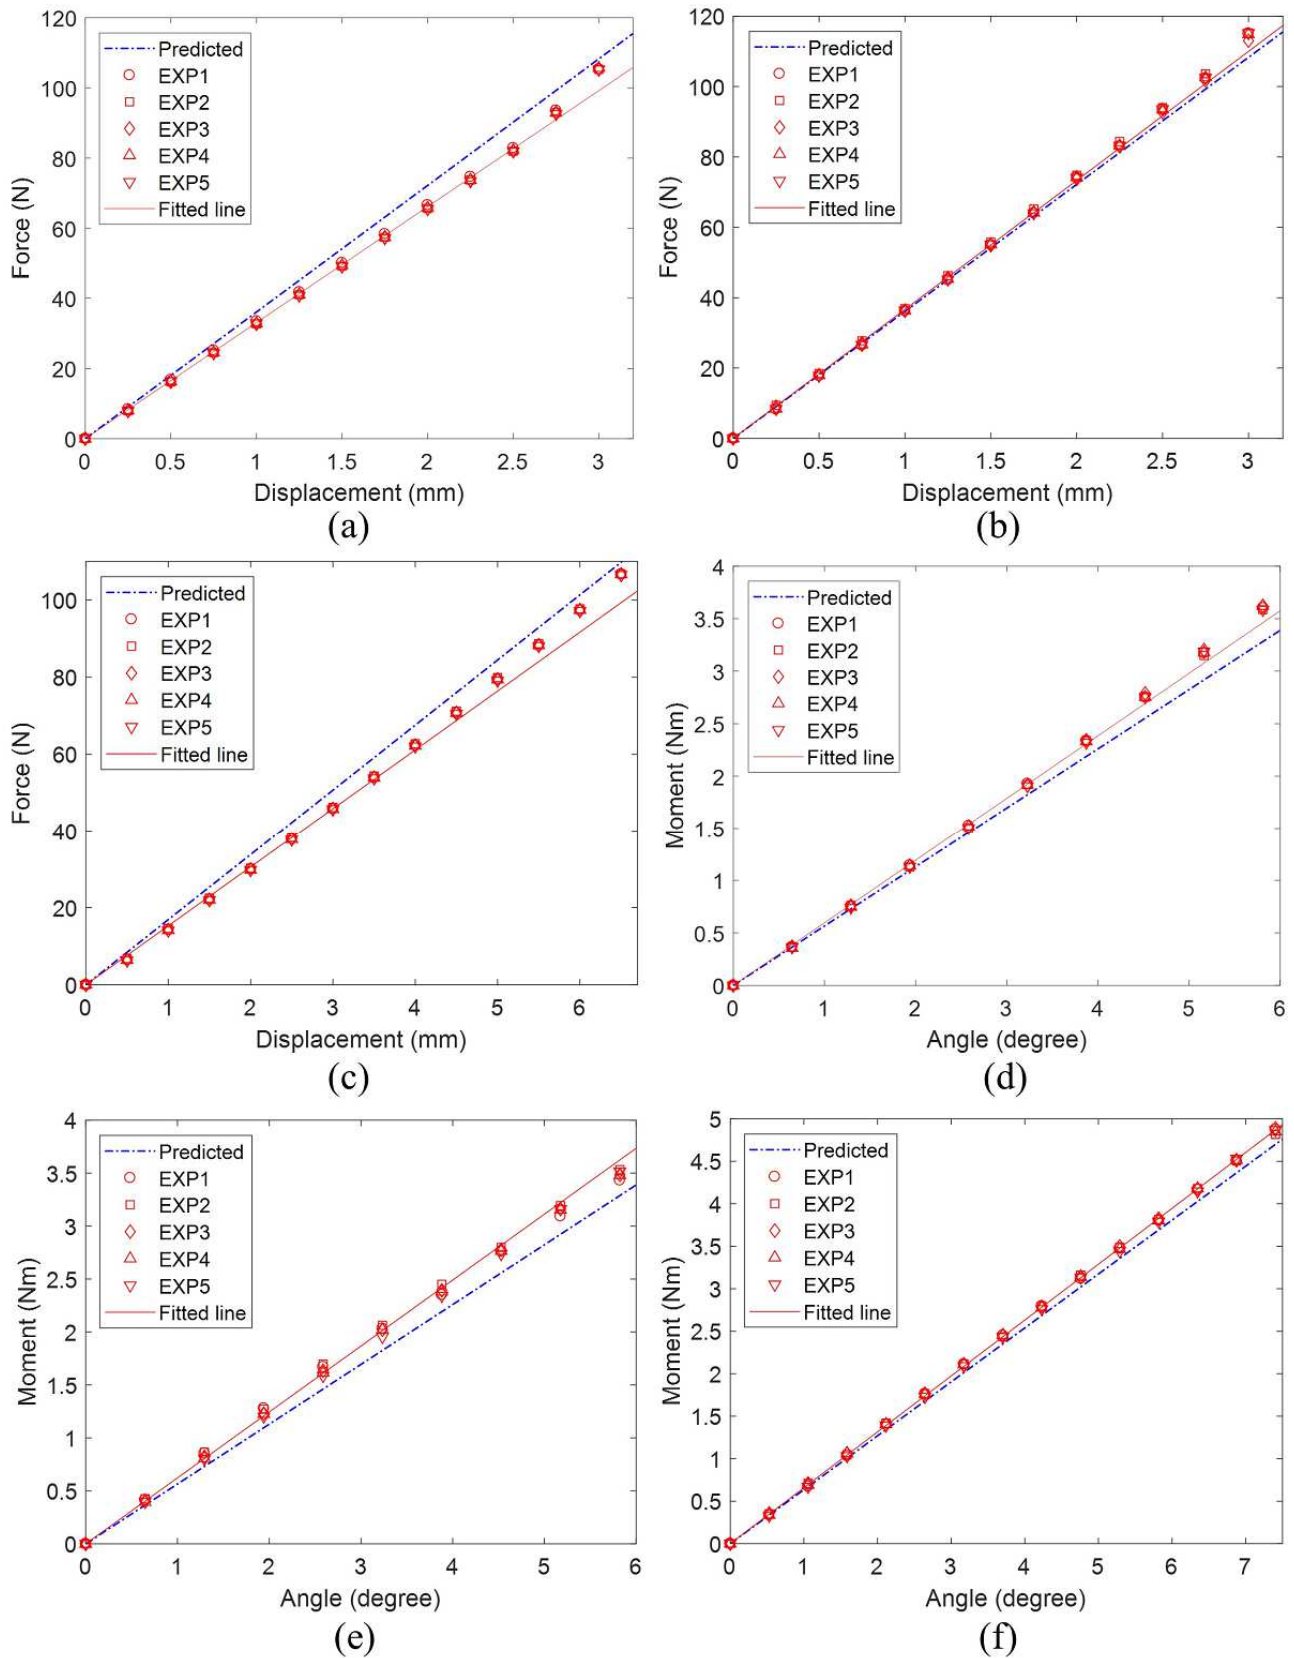 Predicted
EXP1
EXP2
EXP3
EXP4
EXP5
Fitted line
Force (N)
120
100
80
60
40
20
0
0 0.5 1 1.5 2 2.5 3
Displacement (mm)
(a)
Predicted
EXP1
EXP2
EXP3
EXP4
EXP5
Fitted line
Force (N)
120
100
80
60
40
20
0
0 0.5 1 1.5 2 2.5 3
Displacement (mm)
(b)
Predicted
EXP1
EXP2
EXP3
EXP4
EXP5
Fitted line
Force (N)
100
80
60
40
20
0
0 1 2 3 4 5 6
Displacement (mm)
(c)
Predicted
EXP1
EXP2
EXP3
EXP4
EXP5
Fitted line
Moment (Nm)
4
3.5
3
2.5
2
1.5
1
0.5
0
0 1 2 3 4 5 6
Angle (degree)
(d)
Predicted
EXP1
EXP2
EXP3
EXP4
EXP5
Fitted line
Moment (Nm)
4
3.5
3
2.5
2
1.5
1
0.5
0
0 1 2 3 4 5 6
Angle (degree)
(e)
Predicted
EXP1
EXP2
EXP3
EXP4
EXP5
Fitted line
Moment (Nm)
5
4.5
4
3.5
3
2.5
2
1.5
1
0.5
0
0 1 2 3 4 5 6 7
Angle (degree)
(f)